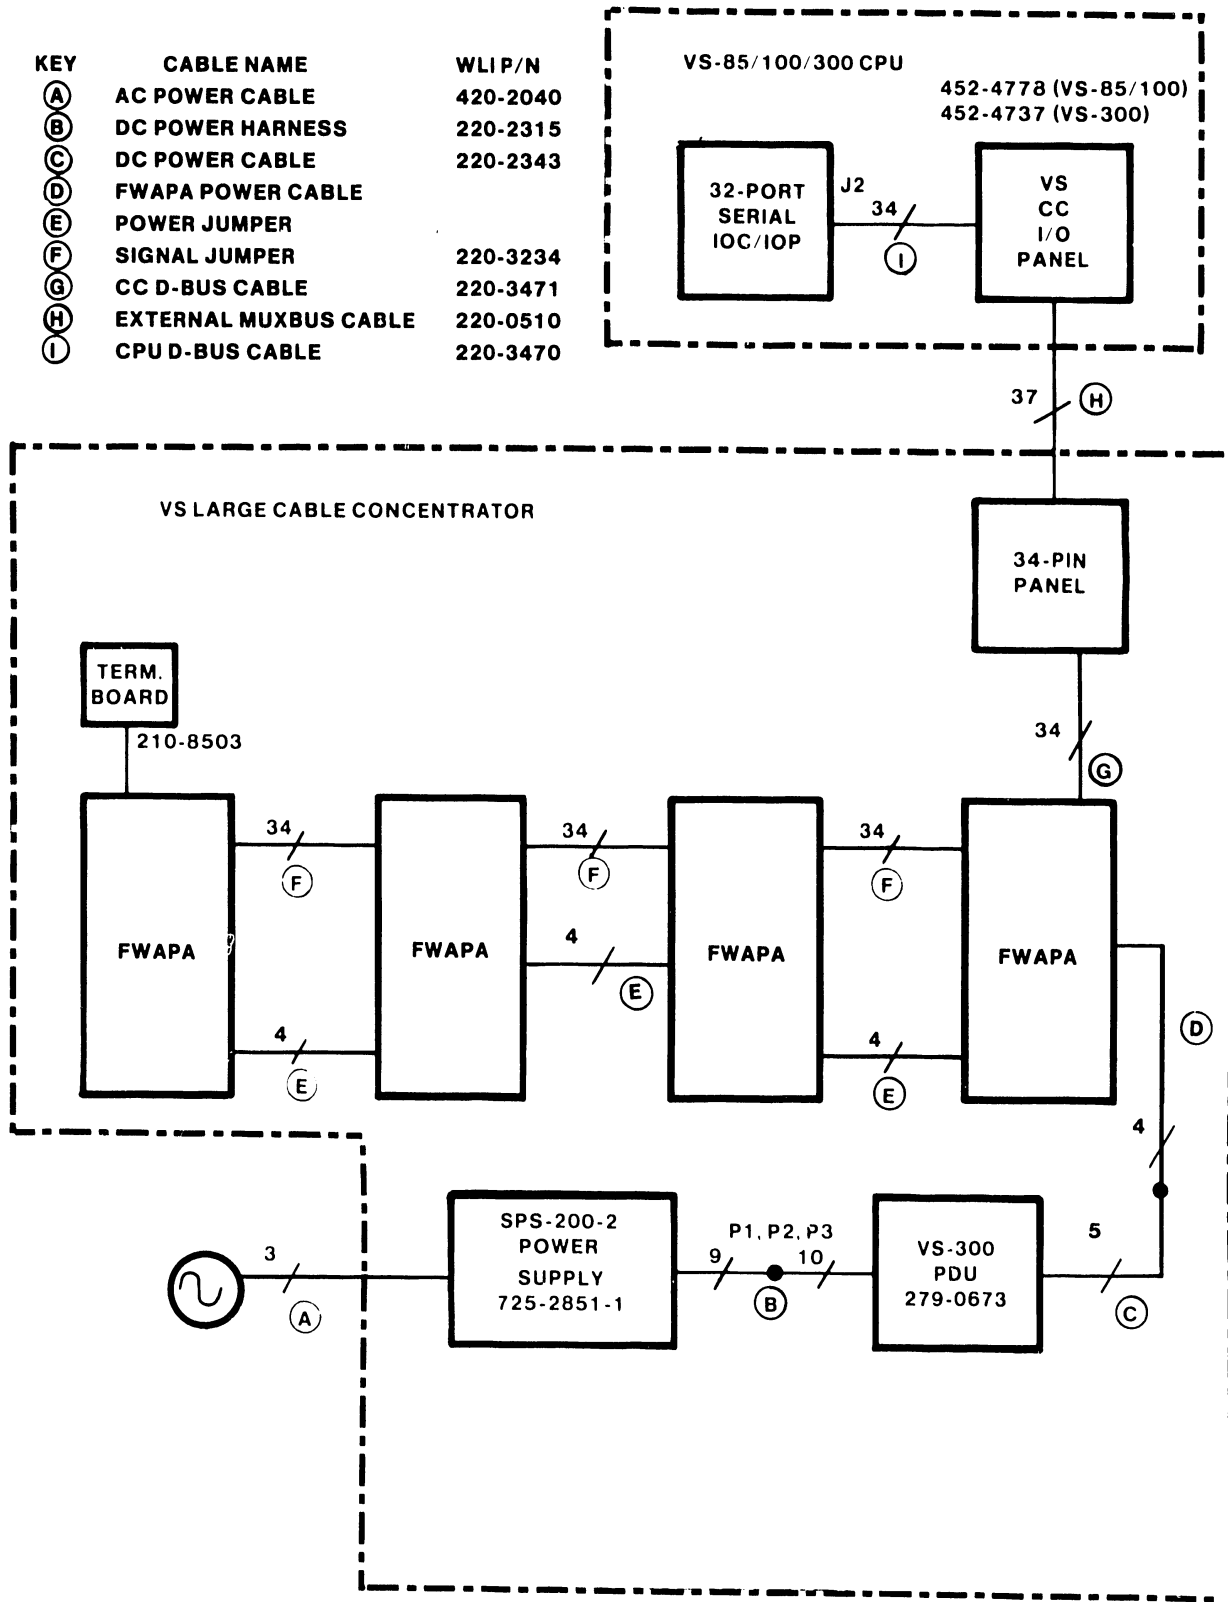 KEY CABLE NAME WLI P/N
A AC POWER CABLE 420-2040
B DC POWER HARNESS 220-2315
C DC POWER CABLE 220-2343
D FWAPA POWER CABLE
E POWER JUMPER
F SIGNAL JUMPER 220-3234
G CC D-BUS CABLE 220-3471
H EXTERNAL MUXBUS CABLE 220-0510
I CPU D-BUS CABLE 220-3470
VS-85/100/300 CPU
452-4778 (VS-85/100)
452-4737 (VS-300)
32-PORT
SERIAL
IOC/IOP
J2
34
I
VS
CC
I/O
PANEL
37
H
VS LARGE CABLE CONCENTRATOR
34-PIN
PANEL
34
G
TERM.
BOARD
210-8503
34
F
34
F
34
F
FWAPA
FWAPA
FWAPA
FWAPA
4
E
4
E
4
E
D
4
3
A
SPS-200-2
POWER
SUPPLY
725-2851-1
P1, P2, P3
9
10
B
VS-300
PDU
279-0673
5
C